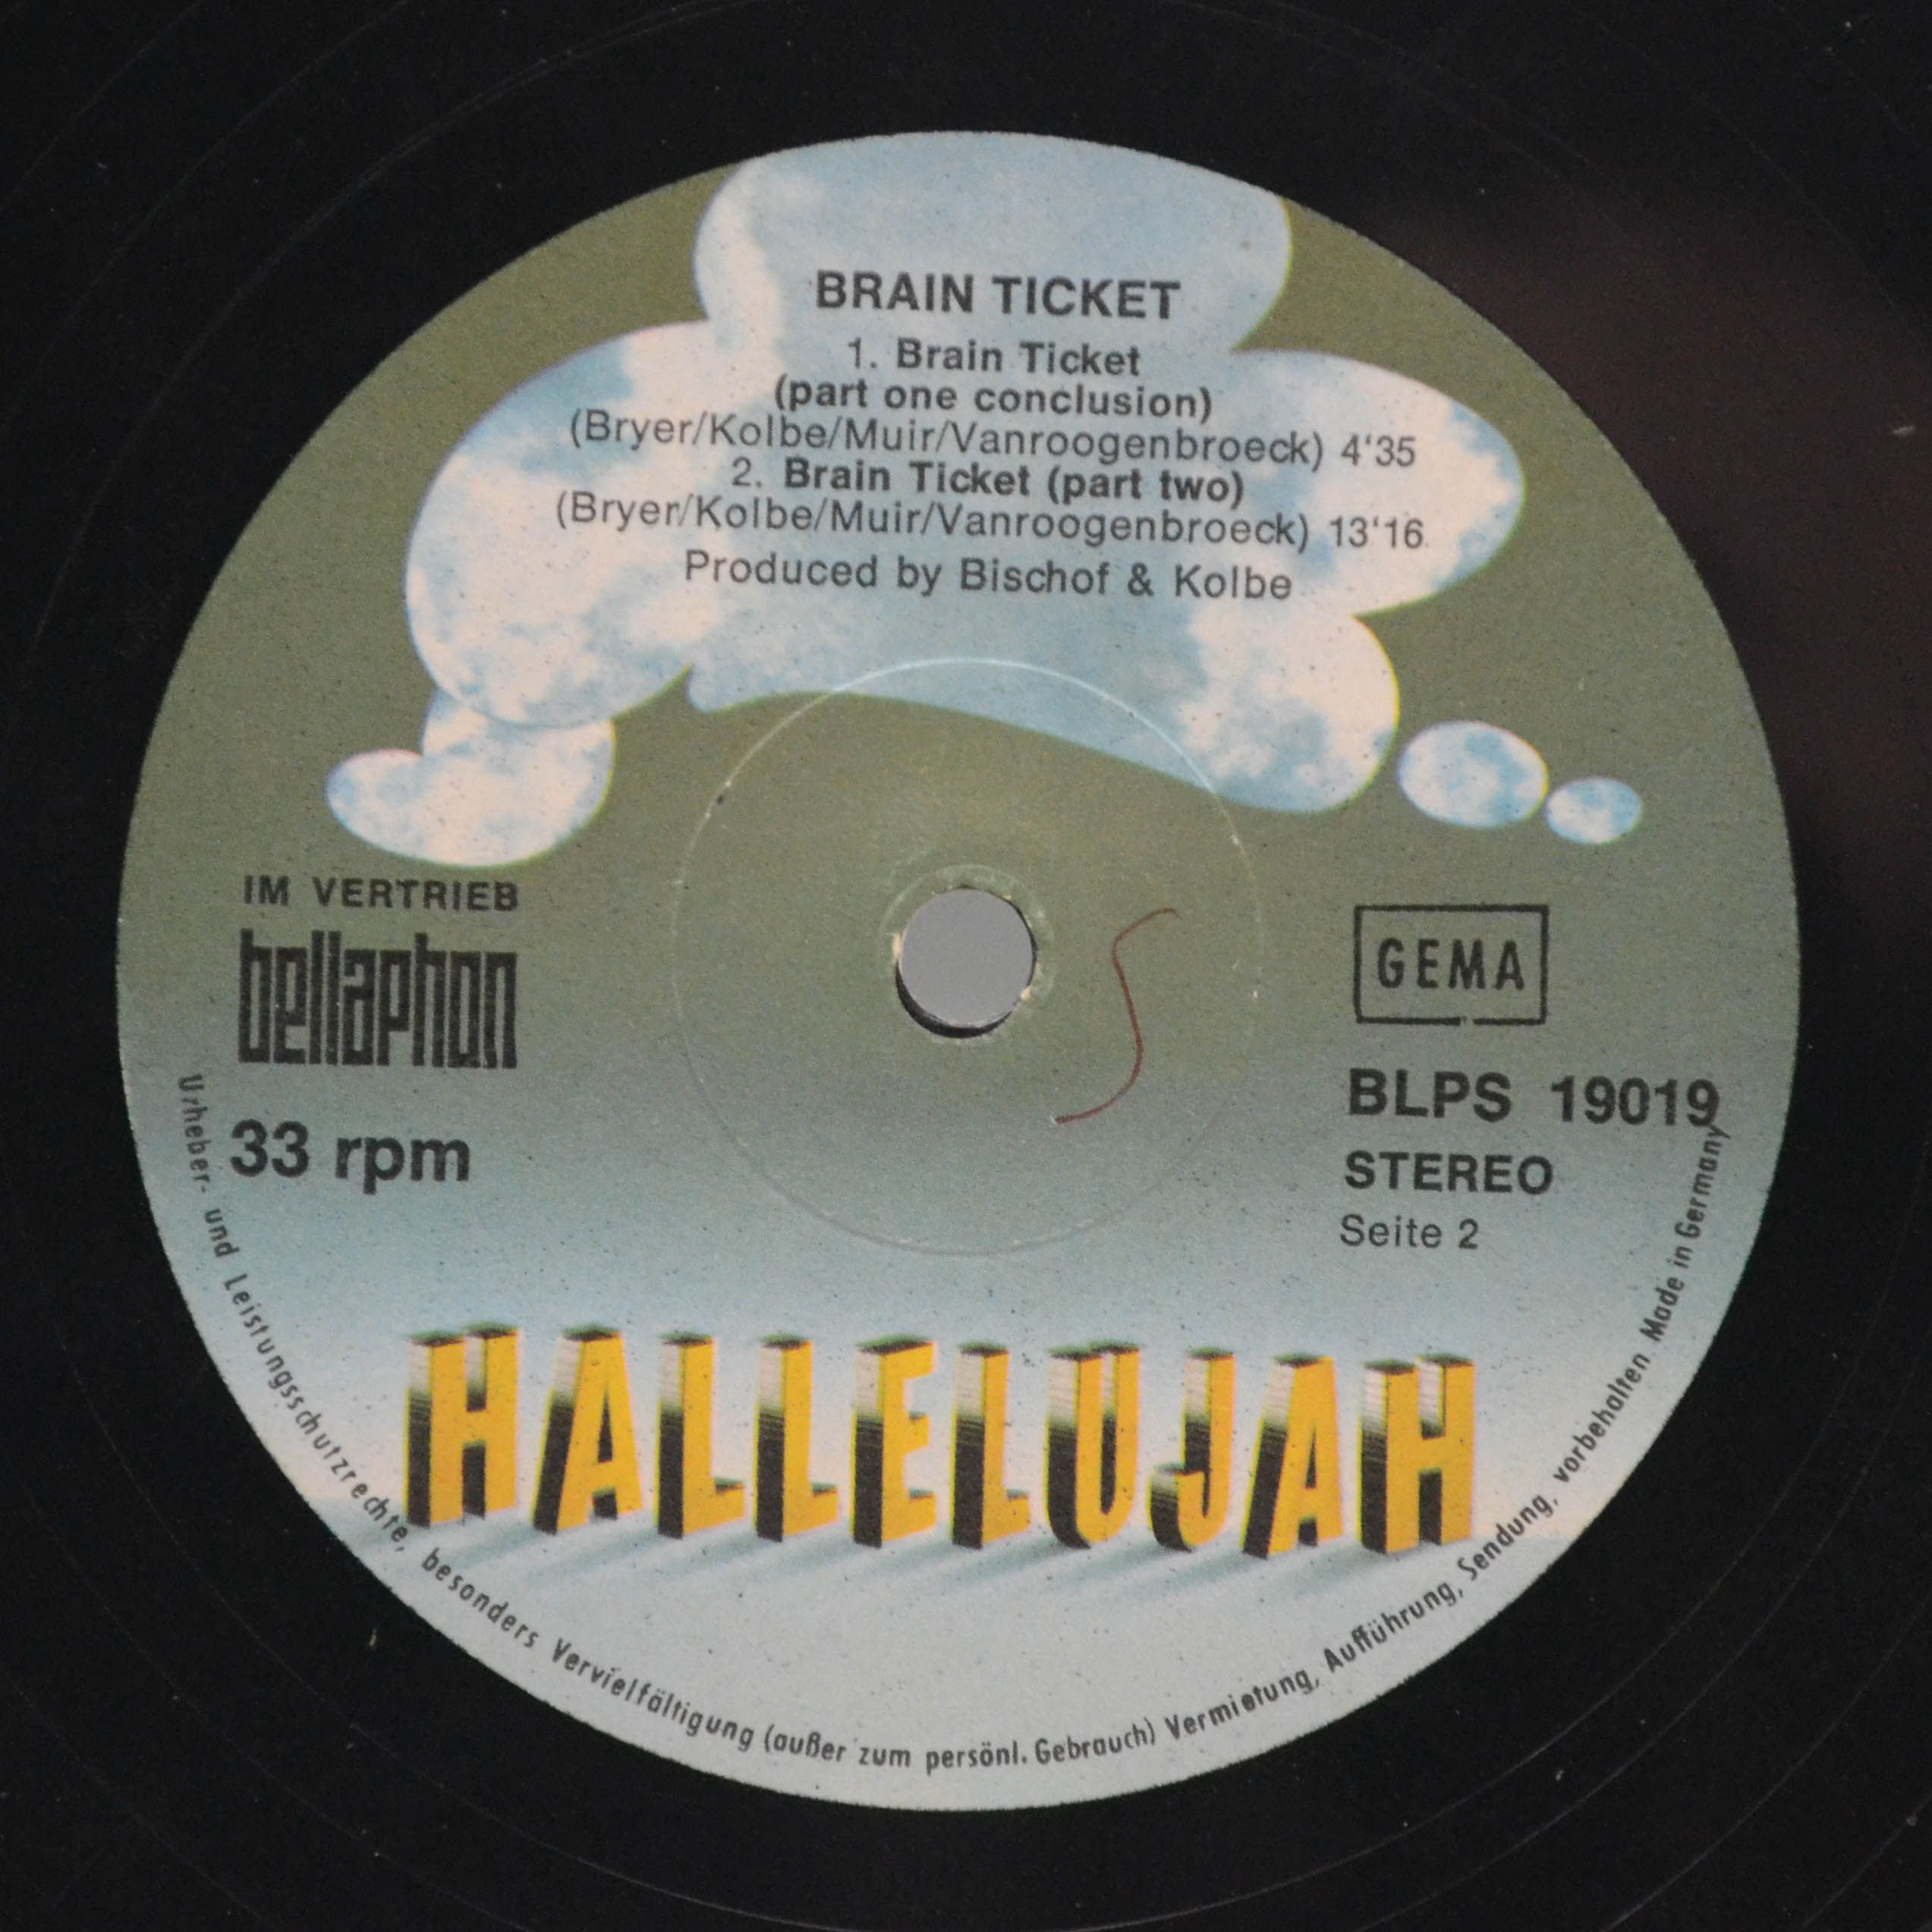 BRAIN TICKET
1. Brain Ticket
(part one conclusion)
(Bryer/Kolbe/Muir/Vanroogenbroeck) 4'35
2. Brain Ticket (part two)
(Bryer/Kolbe/Muir/Vanroogenbroeck) 13'16
Produced by Bischof & Kolbe
IM VERTRIEB
bellaphon
33 rpm
GEMA
BLPS 19019
STEREO
Seite 2
HALLELUJAH
Urheber- und Leistungsschutzrechte, besonders Vervielfältigung (außer zum persönl. Gebrauch) Vermietung, Aufführung, Sendung, vorbehalten Made in Germany